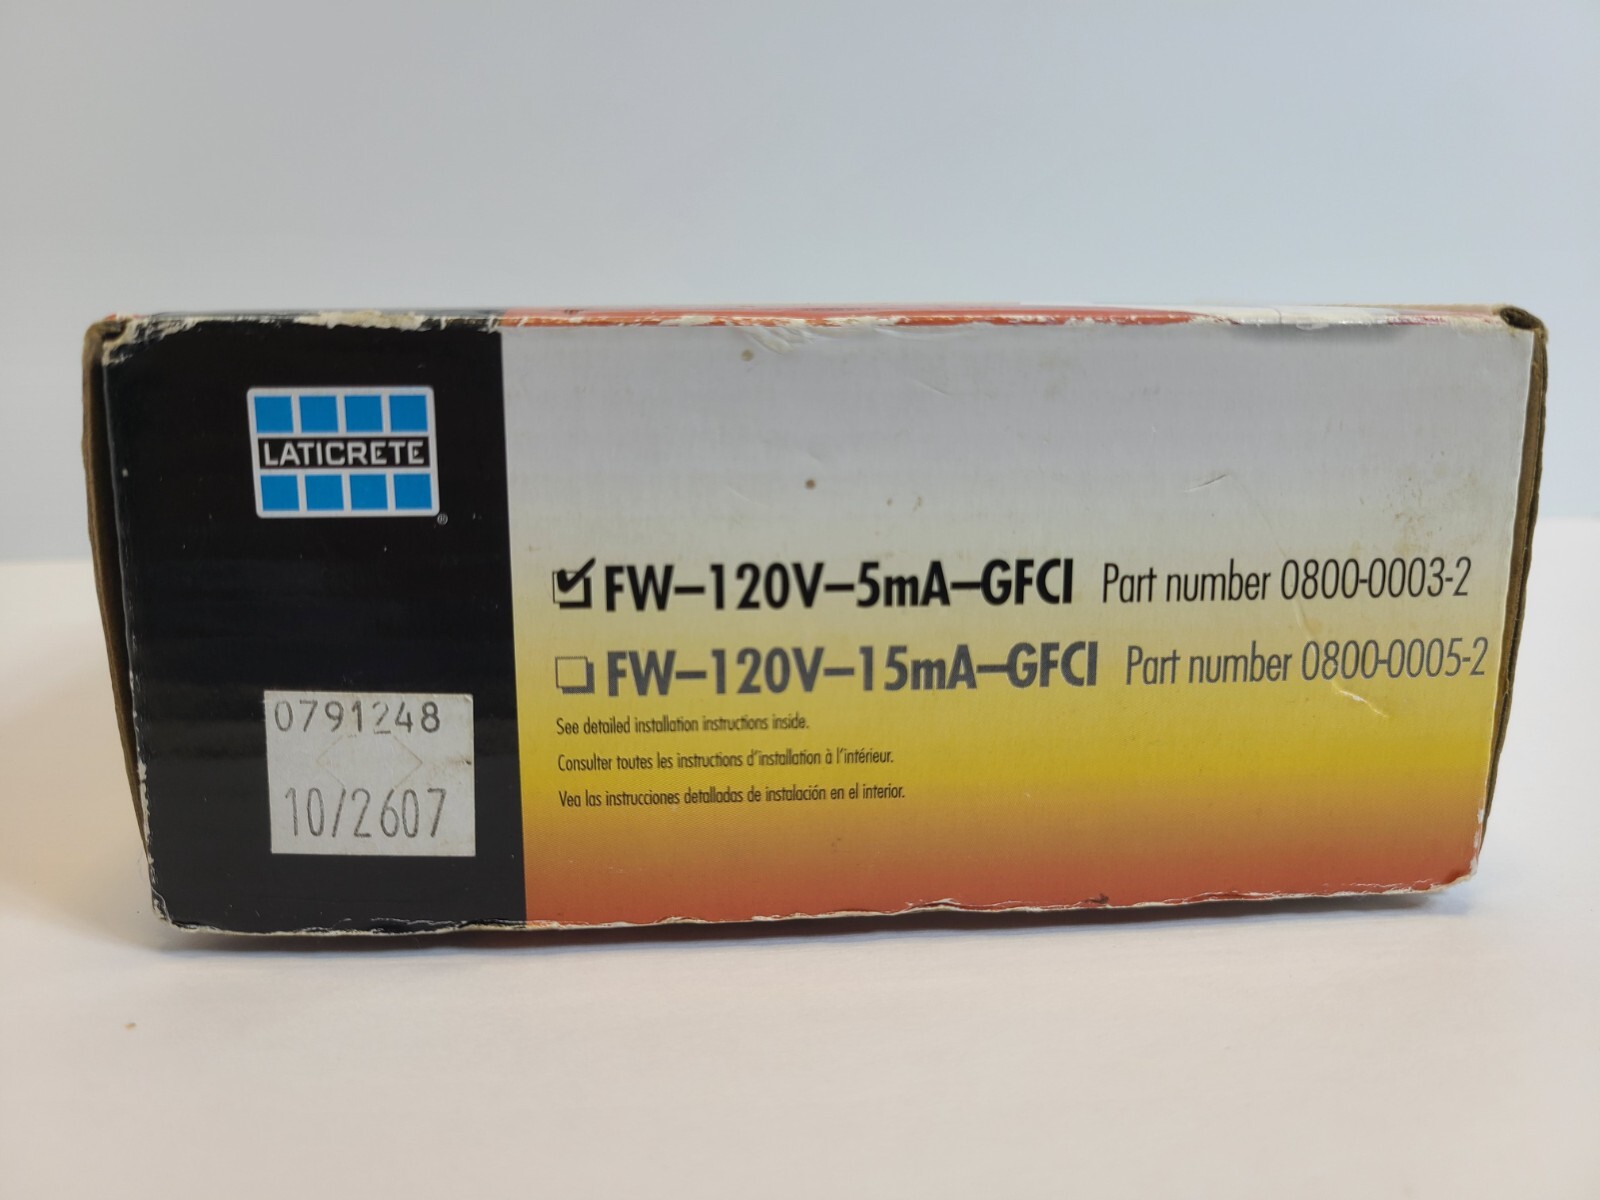 LATICRETE
®
FW–120V–5mA–GFCI Part number 0800-0003-2
FW–120V–15mA–GFCI Part number 0800-0005-2
See detailed installation instructions inside.
Consulter toutes les instructions d'installation à l'intérieur.
Vea las instrucciones detalladas de instalación en el interior.
0791248
10/2607